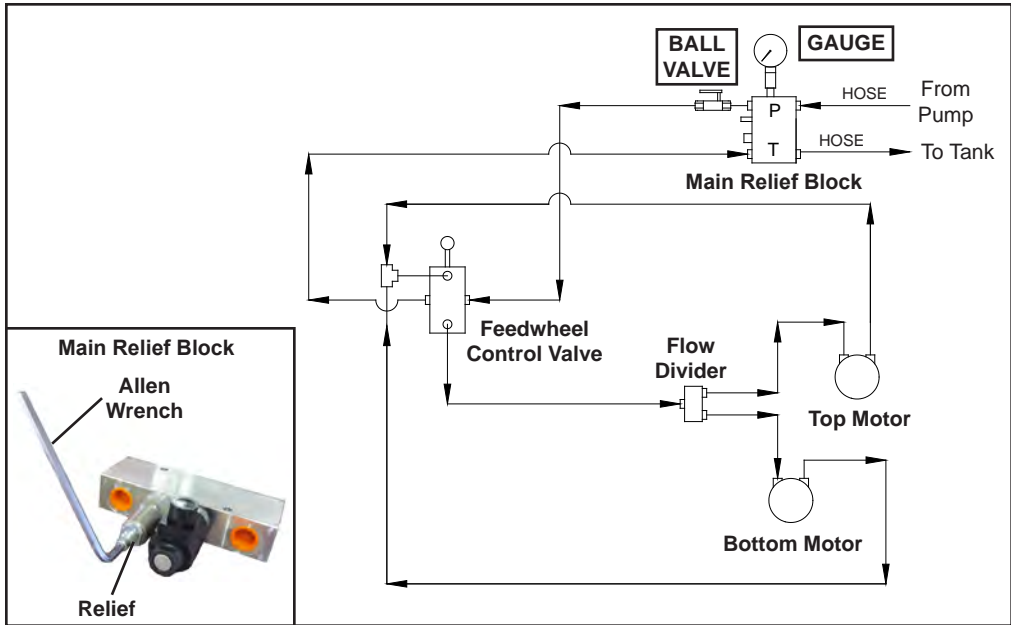 BALL
VALVE
GAUGE
HOSE
From
Pump
P
T
HOSE
To Tank
Main Relief Block
Feedwheel
Control Valve
Flow
Divider
Top Motor
Bottom Motor
Main Relief Block
Allen
Wrench
Relief